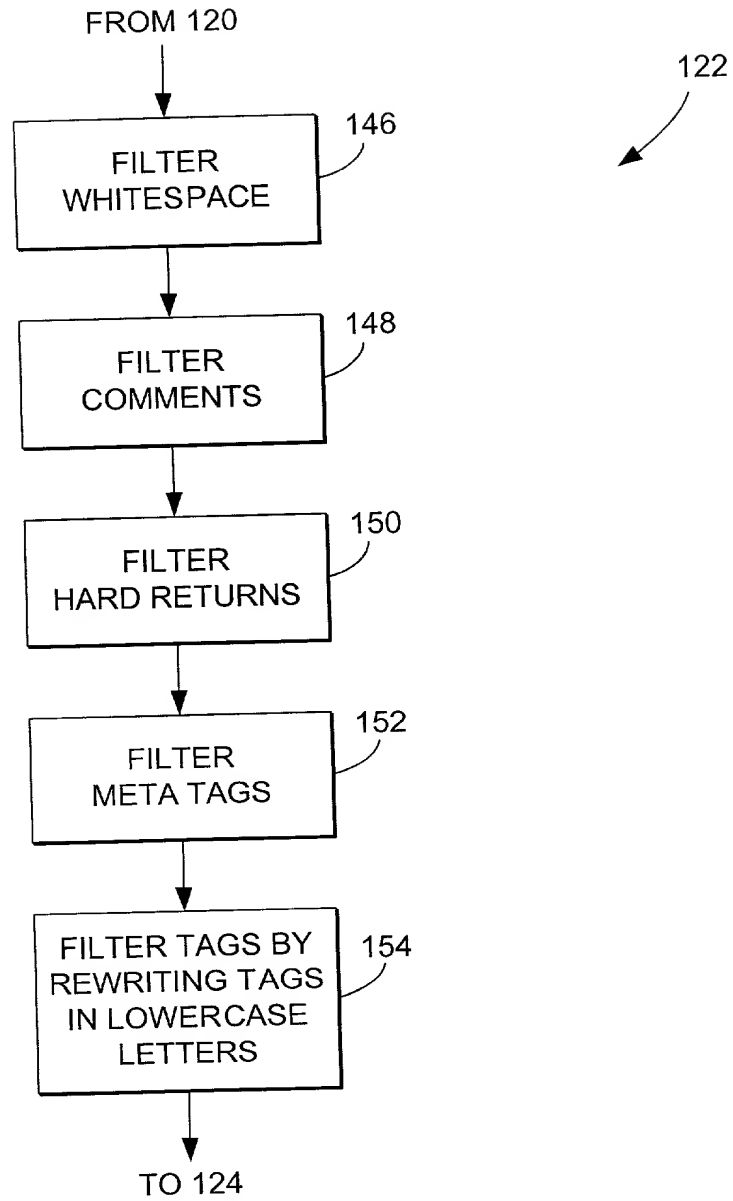 FROM 120
122
146
FILTER
WHITESPACE
148
FILTER
COMMENTS
150
FILTER
HARD RETURNS
152
FILTER
META TAGS
154
FILTER TAGS BY
REWRITING TAGS
IN LOWERCASE
LETTERS
TO 124